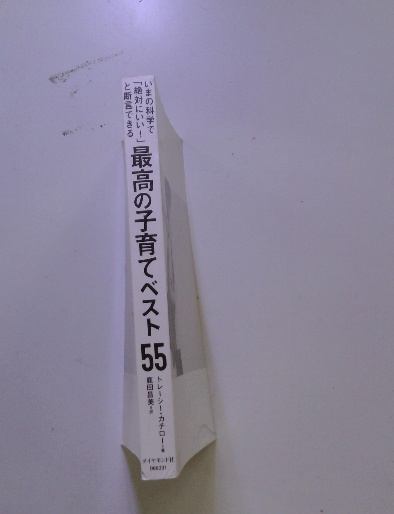 いまの科学で
「絶対にいい！」
と断言できる
最高の子育てベスト
55
トレーシー・カチロー 著
鹿田昌美 訳
ダイヤモンド社